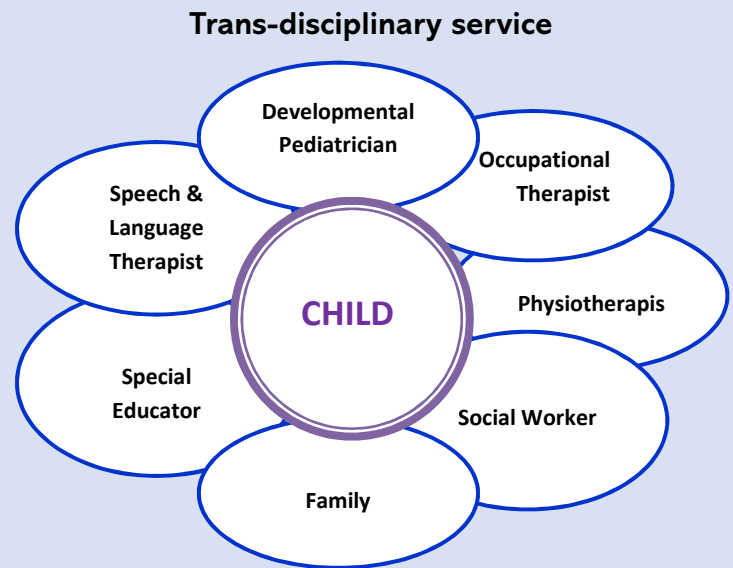 Trans-disciplinary service
Developmental
Pediatrician
Occupational
Therapist
Speech &
Language
Therapist
Physiotherapis
CHILD
Special
Educator
Social Worker
Family